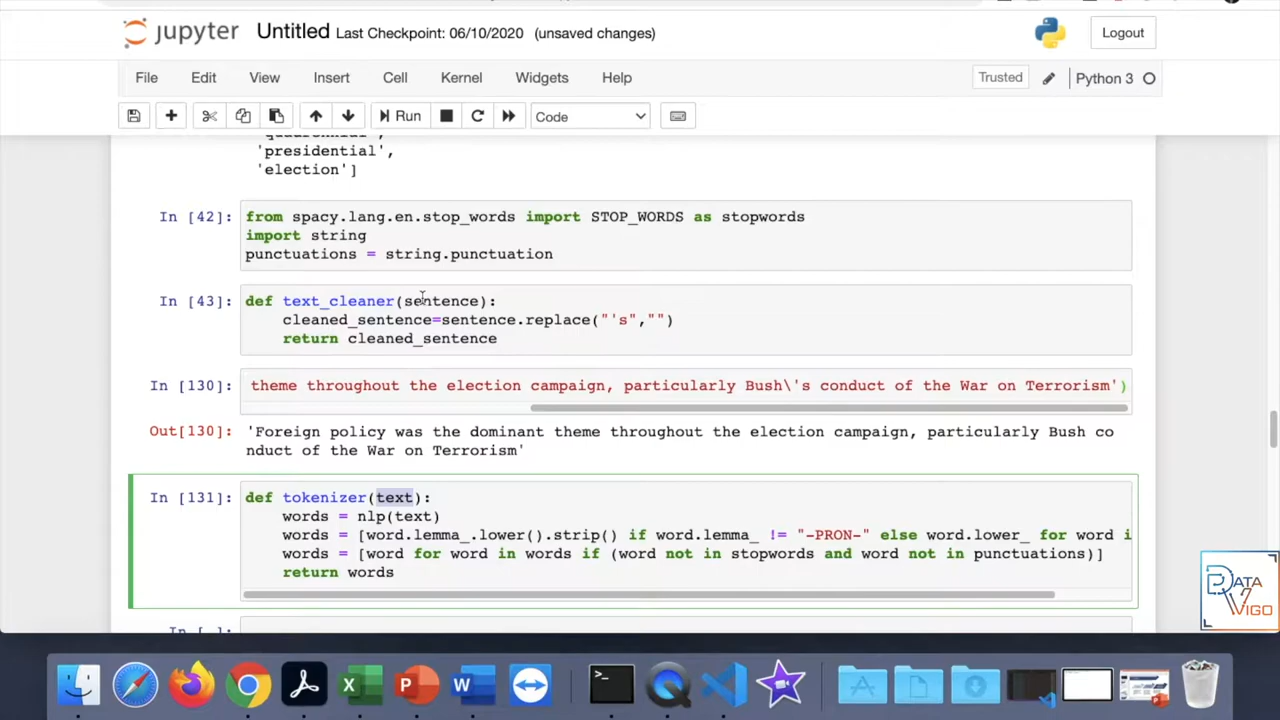 jupyter Untitled Last Checkpoint: 06/10/2020 (unsaved changes)
Logout
File Edit View Insert Cell Kernel Widgets Help
Trusted Python 3
Run Code
'presidential',
'election']
In [42]: from spacy.lang.en.stop_words import STOP_WORDS as stopwords
import string
punctuations = string.punctuation
In [43]: def text_cleaner(sentence):
cleaned_sentence=sentence.replace("'s","")
return cleaned_sentence
In [130]: theme throughout the election campaign, particularly Bush\'s conduct of the War on Terrorism')
Out[130]: 'Foreign policy was the dominant theme throughout the election campaign, particularly Bush co
nduct of the War on Terrorism'
In [131]: def tokenizer(text):
words = nlp(text)
words = [word.lemma_.lower().strip() if word.lemma_ != "-PRON-" else word.lower_ for word i
words = [word for word in words if (word not in stopwords and word not in punctuations)]
return words
DATA
VIGO